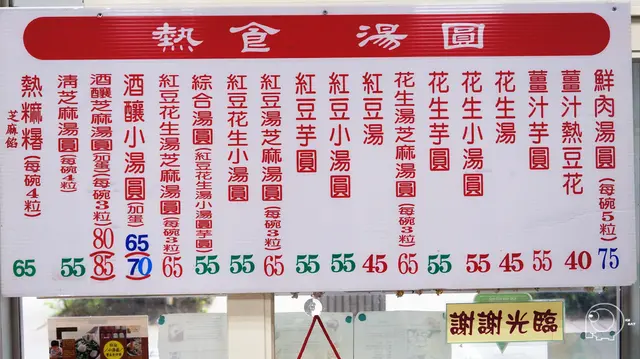 熱食 湯圓
鮮肉湯圓(每碗5粒) 75
薑汁熱豆花 40
薑汁芋圓 55
花生湯 45
花生小湯圓 55
花生芋圓 55
花生湯芝麻湯圓(每碗3粒) 65
紅豆湯 45
紅豆小湯圓 55
紅豆芋圓 55
紅豆湯芝麻湯圓(每碗3粒) 65
紅豆花生小湯圓 55
綜合湯圓(紅豆花生湯小湯圓芋圓) 55
紅豆花生湯芝麻湯圓(每碗3粒) 65
酒釀小湯圓(加蛋) 65(70)
酒釀芝麻湯圓(加蛋)(每碗3粒) 80(85)
清芝麻湯圓(每碗4粒) 55
熱麻糬(每碗4粒) 65
芝麻餡
謝謝光臨